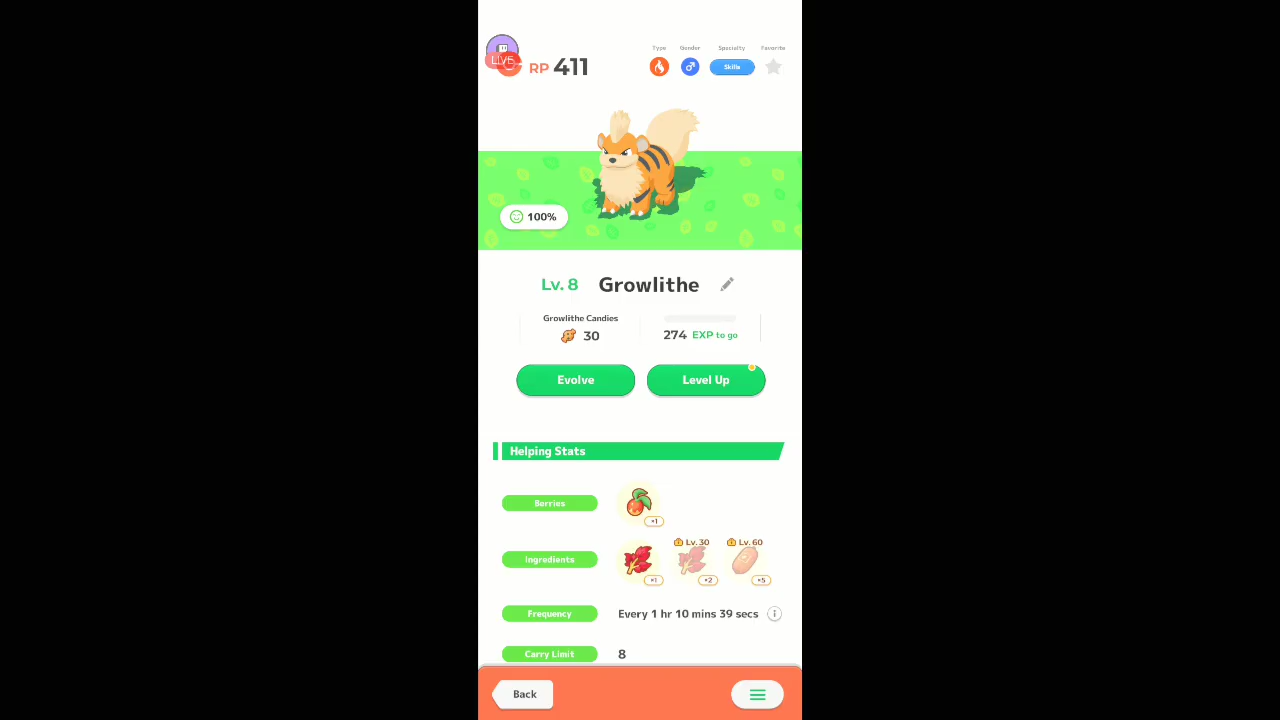 Type Gender Specialty Favorite
LIVE RP 411 Skills
100%
Lv. 8 Growlithe
Growlithe Candies
30
274 EXP to go
Evolve Level Up
Helping Stats
Berries
×1
Ingredients
Lv. 30 Lv. 60
×1 ×2 ×5
Frequency Every 1 hr 10 mins 39 secs
Carry Limit 8
Back